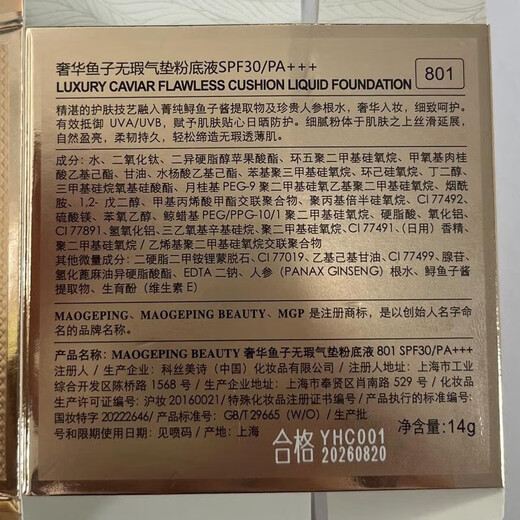 奢华鱼子无瑕气垫粉底液SPF30/PA+++
LUXURY CAVIAR FLAWLESS CUSHION LIQUID FOUNDATION
801
精湛的护肤技艺融入菁纯鲟鱼子酱提取物及珍贵人参根水，奢华人妆，细致呵护。
有效抵御 UVA/UVB，赋予肌肤贴心日晒防护。细腻粉体于肌肤之上丝滑延展，
自然盈亮，柔韧持久，轻松缔造无瑕透薄肌。
成分：水、二氧化钛、二异硬脂醇苹果酸酯、环五聚二甲基硅氧烷、甲氧基肉桂
酸乙基己酯、甘油、水杨酸乙基己酯、苯基聚三甲基硅氧烷、环己硅氧烷、丁二醇、
三甲基硅烷氧基硅酸酯、月桂基 PEG-9 聚二甲基硅氧乙基聚二甲基硅氧烷、烟酰
胺、1,2- 戊二醇、甲基丙烯酸甲酯交联聚合物、聚丙基倍半硅氧烷、CI 77492、
硫酸镁、苯氧乙醇、鲸蜡基 PEG/PPG-10/1 聚二甲基硅氧烷、硬脂酸、氧化铝、
CI 77891、氢氧化铝、三乙氧基辛基硅烷、聚二甲基硅氧烷、CI 77491、(日用) 香精、
聚二甲基硅氧烷 / 乙烯基聚二甲基硅氧烷交联聚合物
其他微量成分：二硬脂二甲铵锂蒙脱石、CI 77019、乙基己基甘油、CI 77499、腺苷、
氢化蓖麻油异硬脂酸酯、EDTA 二钠、人参（PANAX GINSENG）根水、鲟鱼子酱
提取物、生育酚（维生素 E）
MAOGEPING、MAOGEPING BEAUTY、MGP 是注册商标，是以创始人名字命
名的品牌名称。
产品名称：MAOGEPING BEAUTY 奢华鱼子无瑕气垫粉底液 801 SPF30/PA+++
注册人 / 生产企业：科丝美诗（中国）化妆品有限公司 / 注册人地址：上海市工业
综合开发区陈桥路 1568 号 / 生产企业地址：上海市奉贤区肖南路 529 号 / 化妆品
生产许可证编号：沪妆 20160021 / 特殊化妆品注册证编号 / 产品执行的标准编号：
国妆特字 20222646 / 产品执行的标准编号：GB/T 29665 (W/O) / 生产批
号和限期使用日期：见喷码 / 产地：上海
净含量：14g
合格 YHC001
20260820